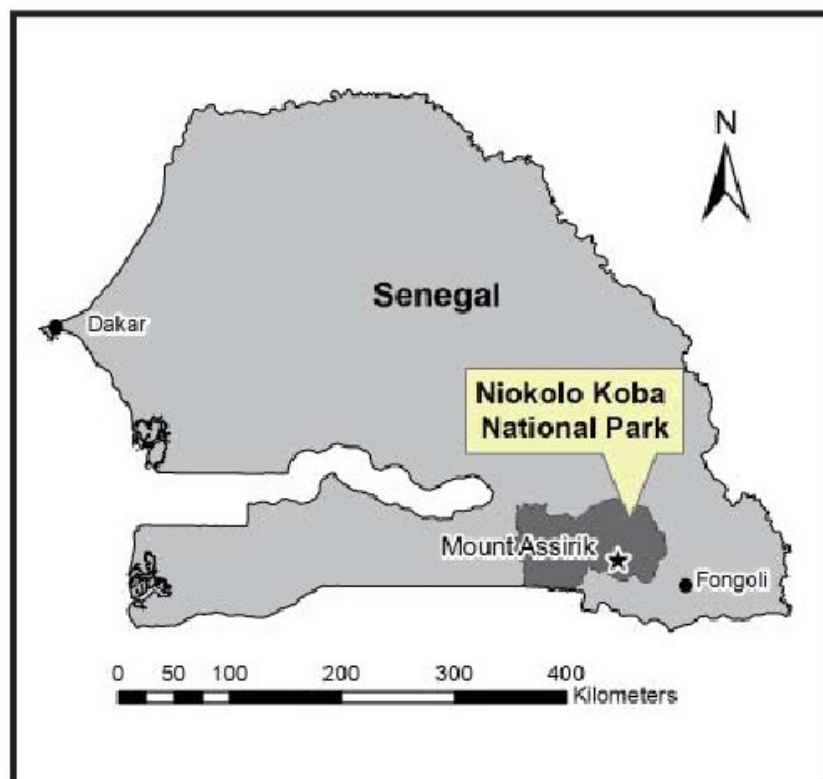 N
Senegal
Dakar
Niokolo Koba
National Park
Mount Assirik
Fongoli
0 50 100 200 300 400
Kilometers